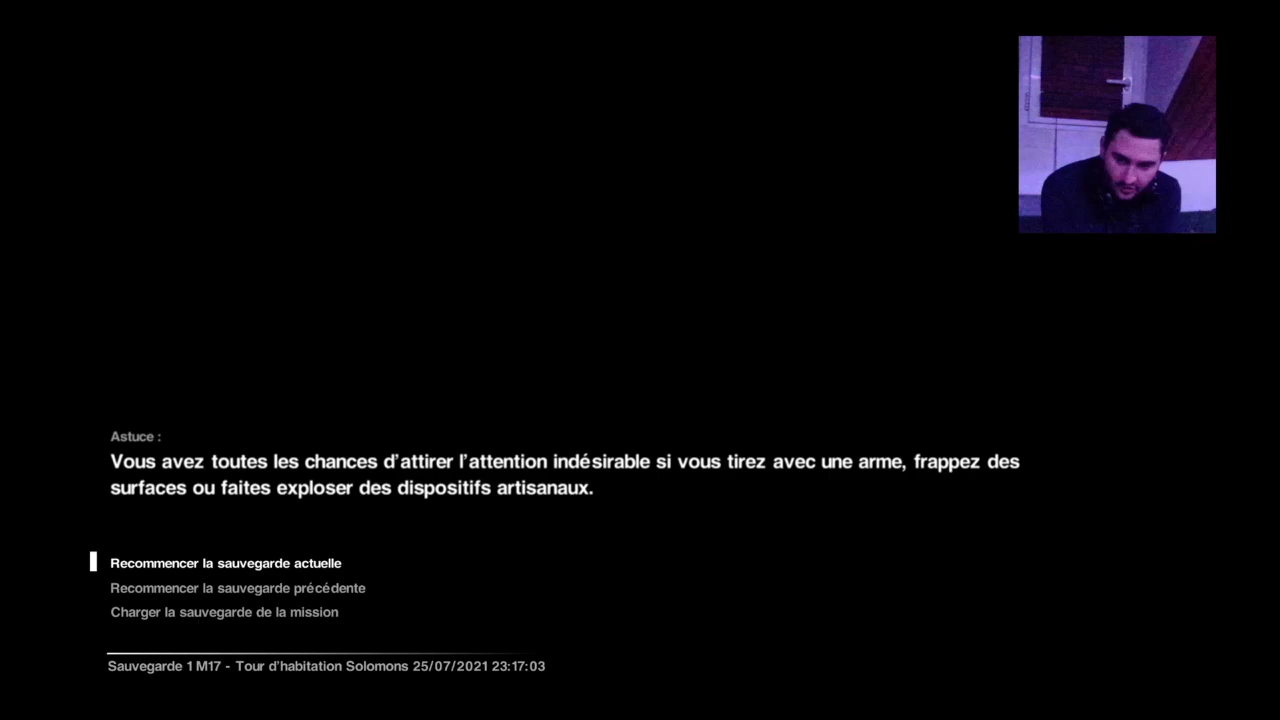 Astuce :
Vous avez toutes les chances d'attirer l'attention indésirable si vous tirez avec une arme, frappez des
surfaces ou faites exploser des dispositifs artisanaux.
Recommencer la sauvegarde actuelle
Recommencer la sauvegarde précédente
Charger la sauvegarde de la mission
Sauvegarde 1 M17 - Tour d'habitation Solomons 25/07/2021 23:17:03